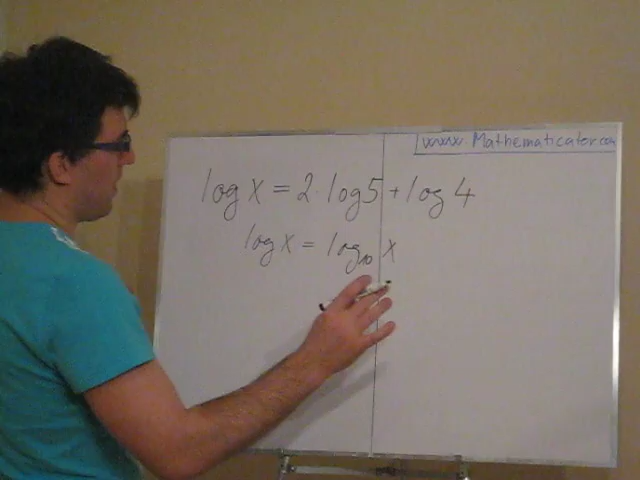 www.Mathematicator.com
log x = 2·log5 + log 4
log x = log₁₀ x